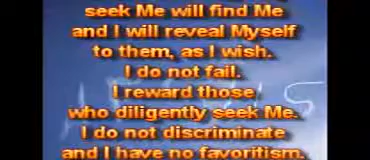 seek Me will find Me
and I will reveal Myself
to them, as I wish.
I do not fail.
I reward those
who diligently seek Me.
I do not discriminate
and I have no favoritism.